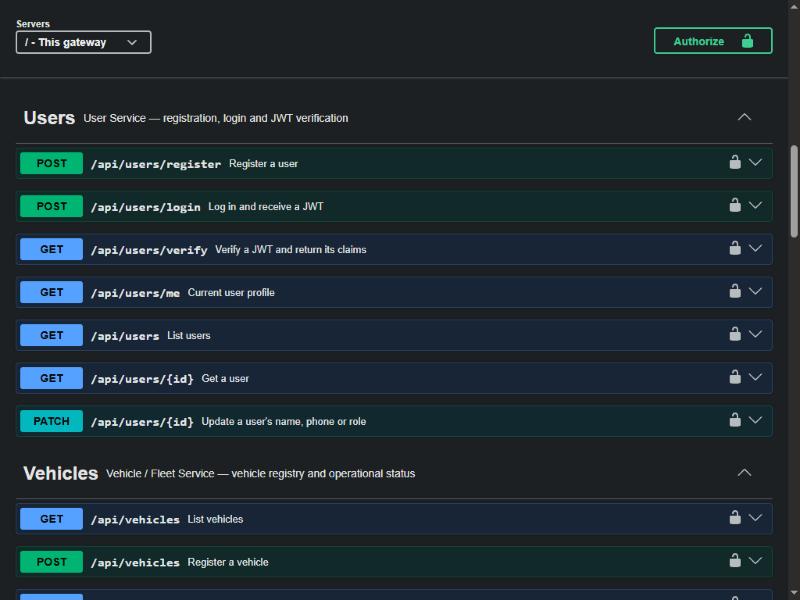 Servers
/ - This gateway
Authorize
Users User Service — registration, login and JWT verification
POST /api/users/register Register a user
POST /api/users/login Log in and receive a JWT
GET /api/users/verify Verify a JWT and return its claims
GET /api/users/me Current user profile
GET /api/users List users
GET /api/users/{id} Get a user
PATCH /api/users/{id} Update a user's name, phone or role
Vehicles Vehicle / Fleet Service — vehicle registry and operational status
GET /api/vehicles List vehicles
POST /api/vehicles Register a vehicle